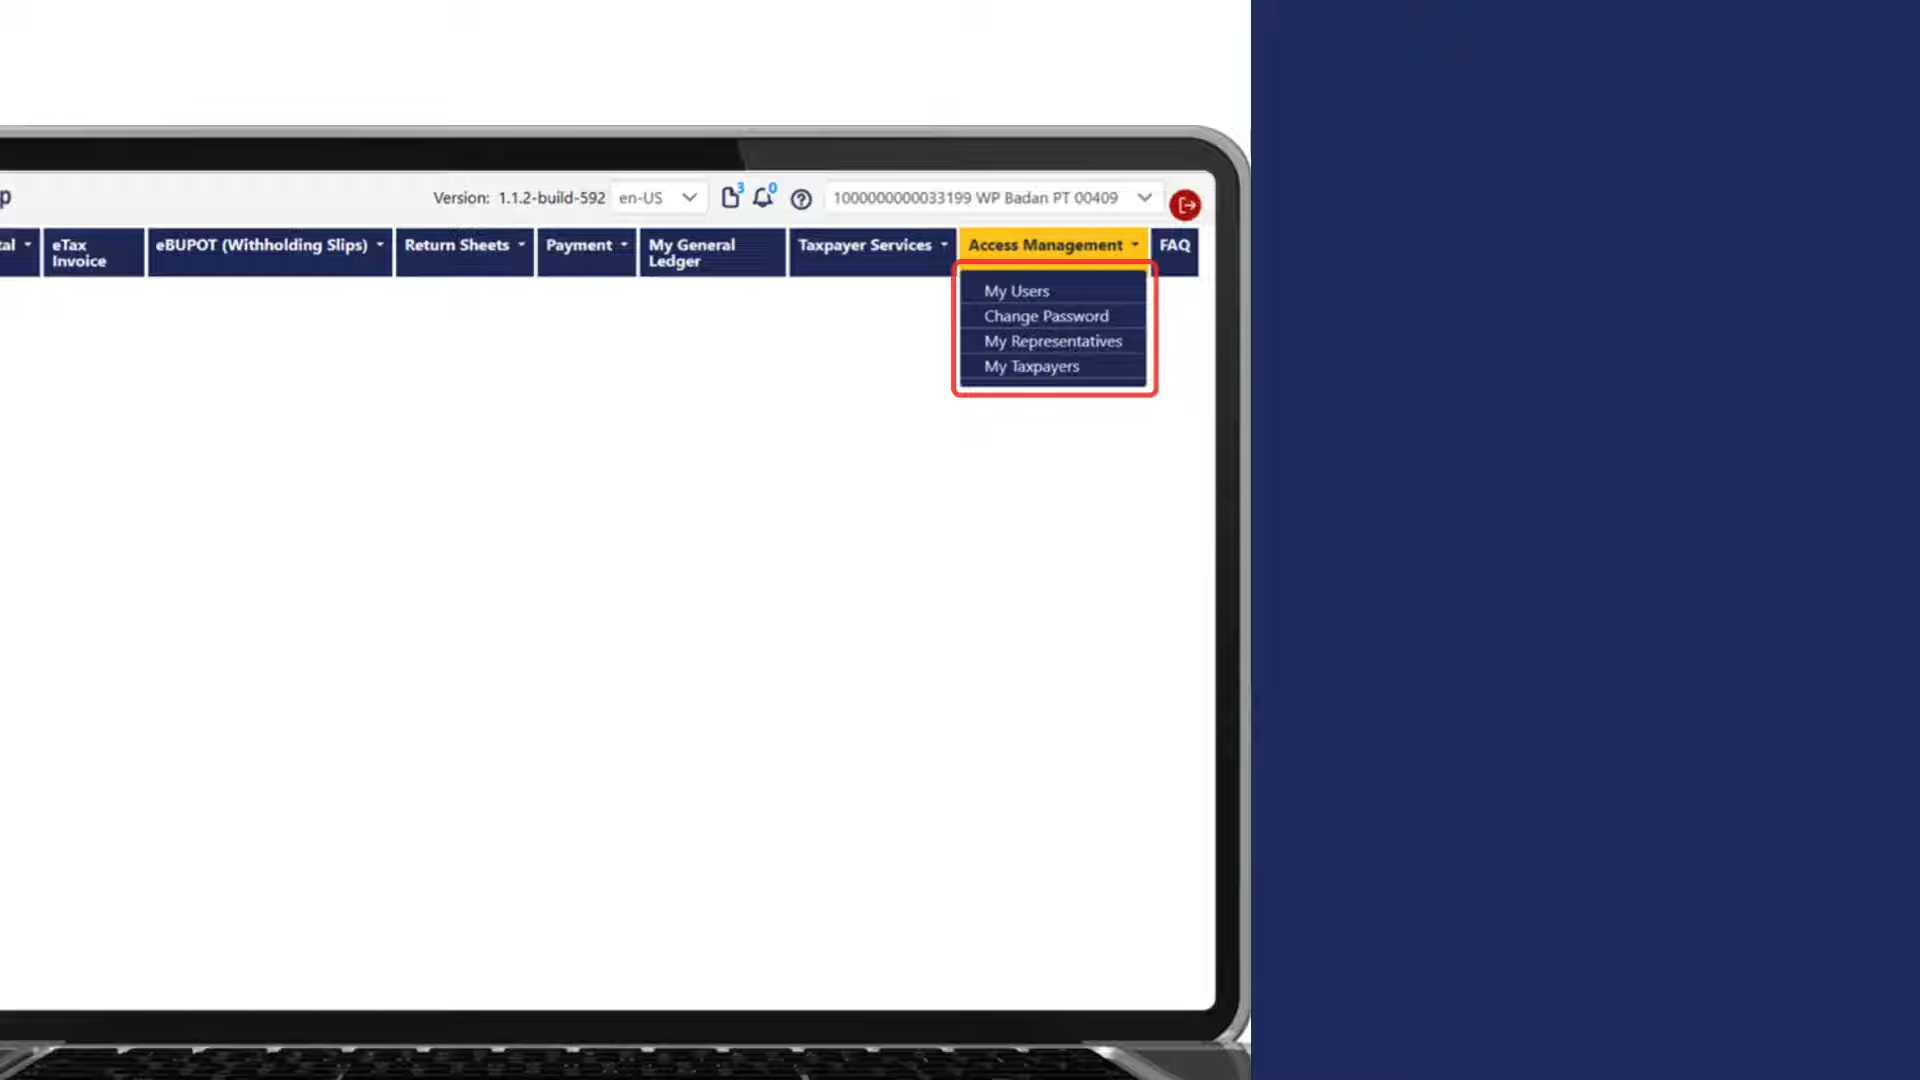 p
Version: 1.1.2-build-592 en-US 3 0 1000000000033199 WP Badan PT 00409
tal eTax Invoice eBUPOT (Withholding Slips) Return Sheets Payment My General Ledger Taxpayer Services Access Management FAQ
My Users
Change Password
My Representatives
My Taxpayers